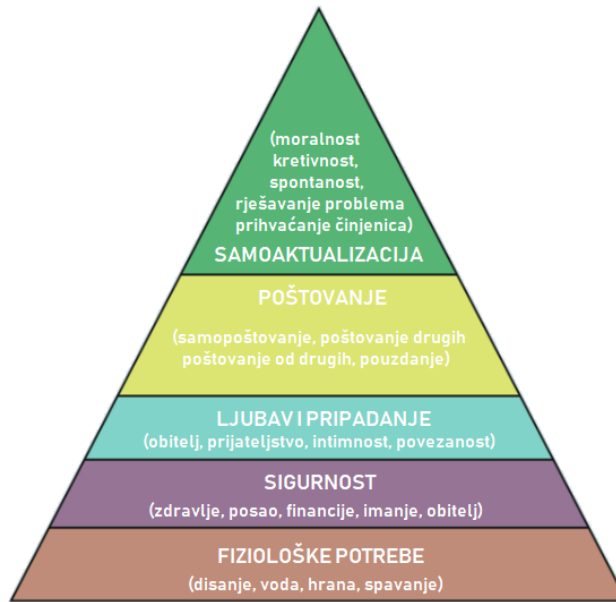 (moralnost
kretivnost,
spontanost,
rješavanje problema
prihvaćanje činjenica)
SAMOAKTUALIZACIJA
POŠTOVANJE
(samopoštovanje, poštovanje drugih
poštovanje od drugih, pouzdanje)
LJUBAV I PRIPADANJE
(obitelj, prijateljstvo, intimnost, povezanost)
SIGURNOST
(zdravlje, posao, financije, imanje, obitelj)
FIZIOLOŠKE POTREBE
(disanje, voda, hrana, spavanje)